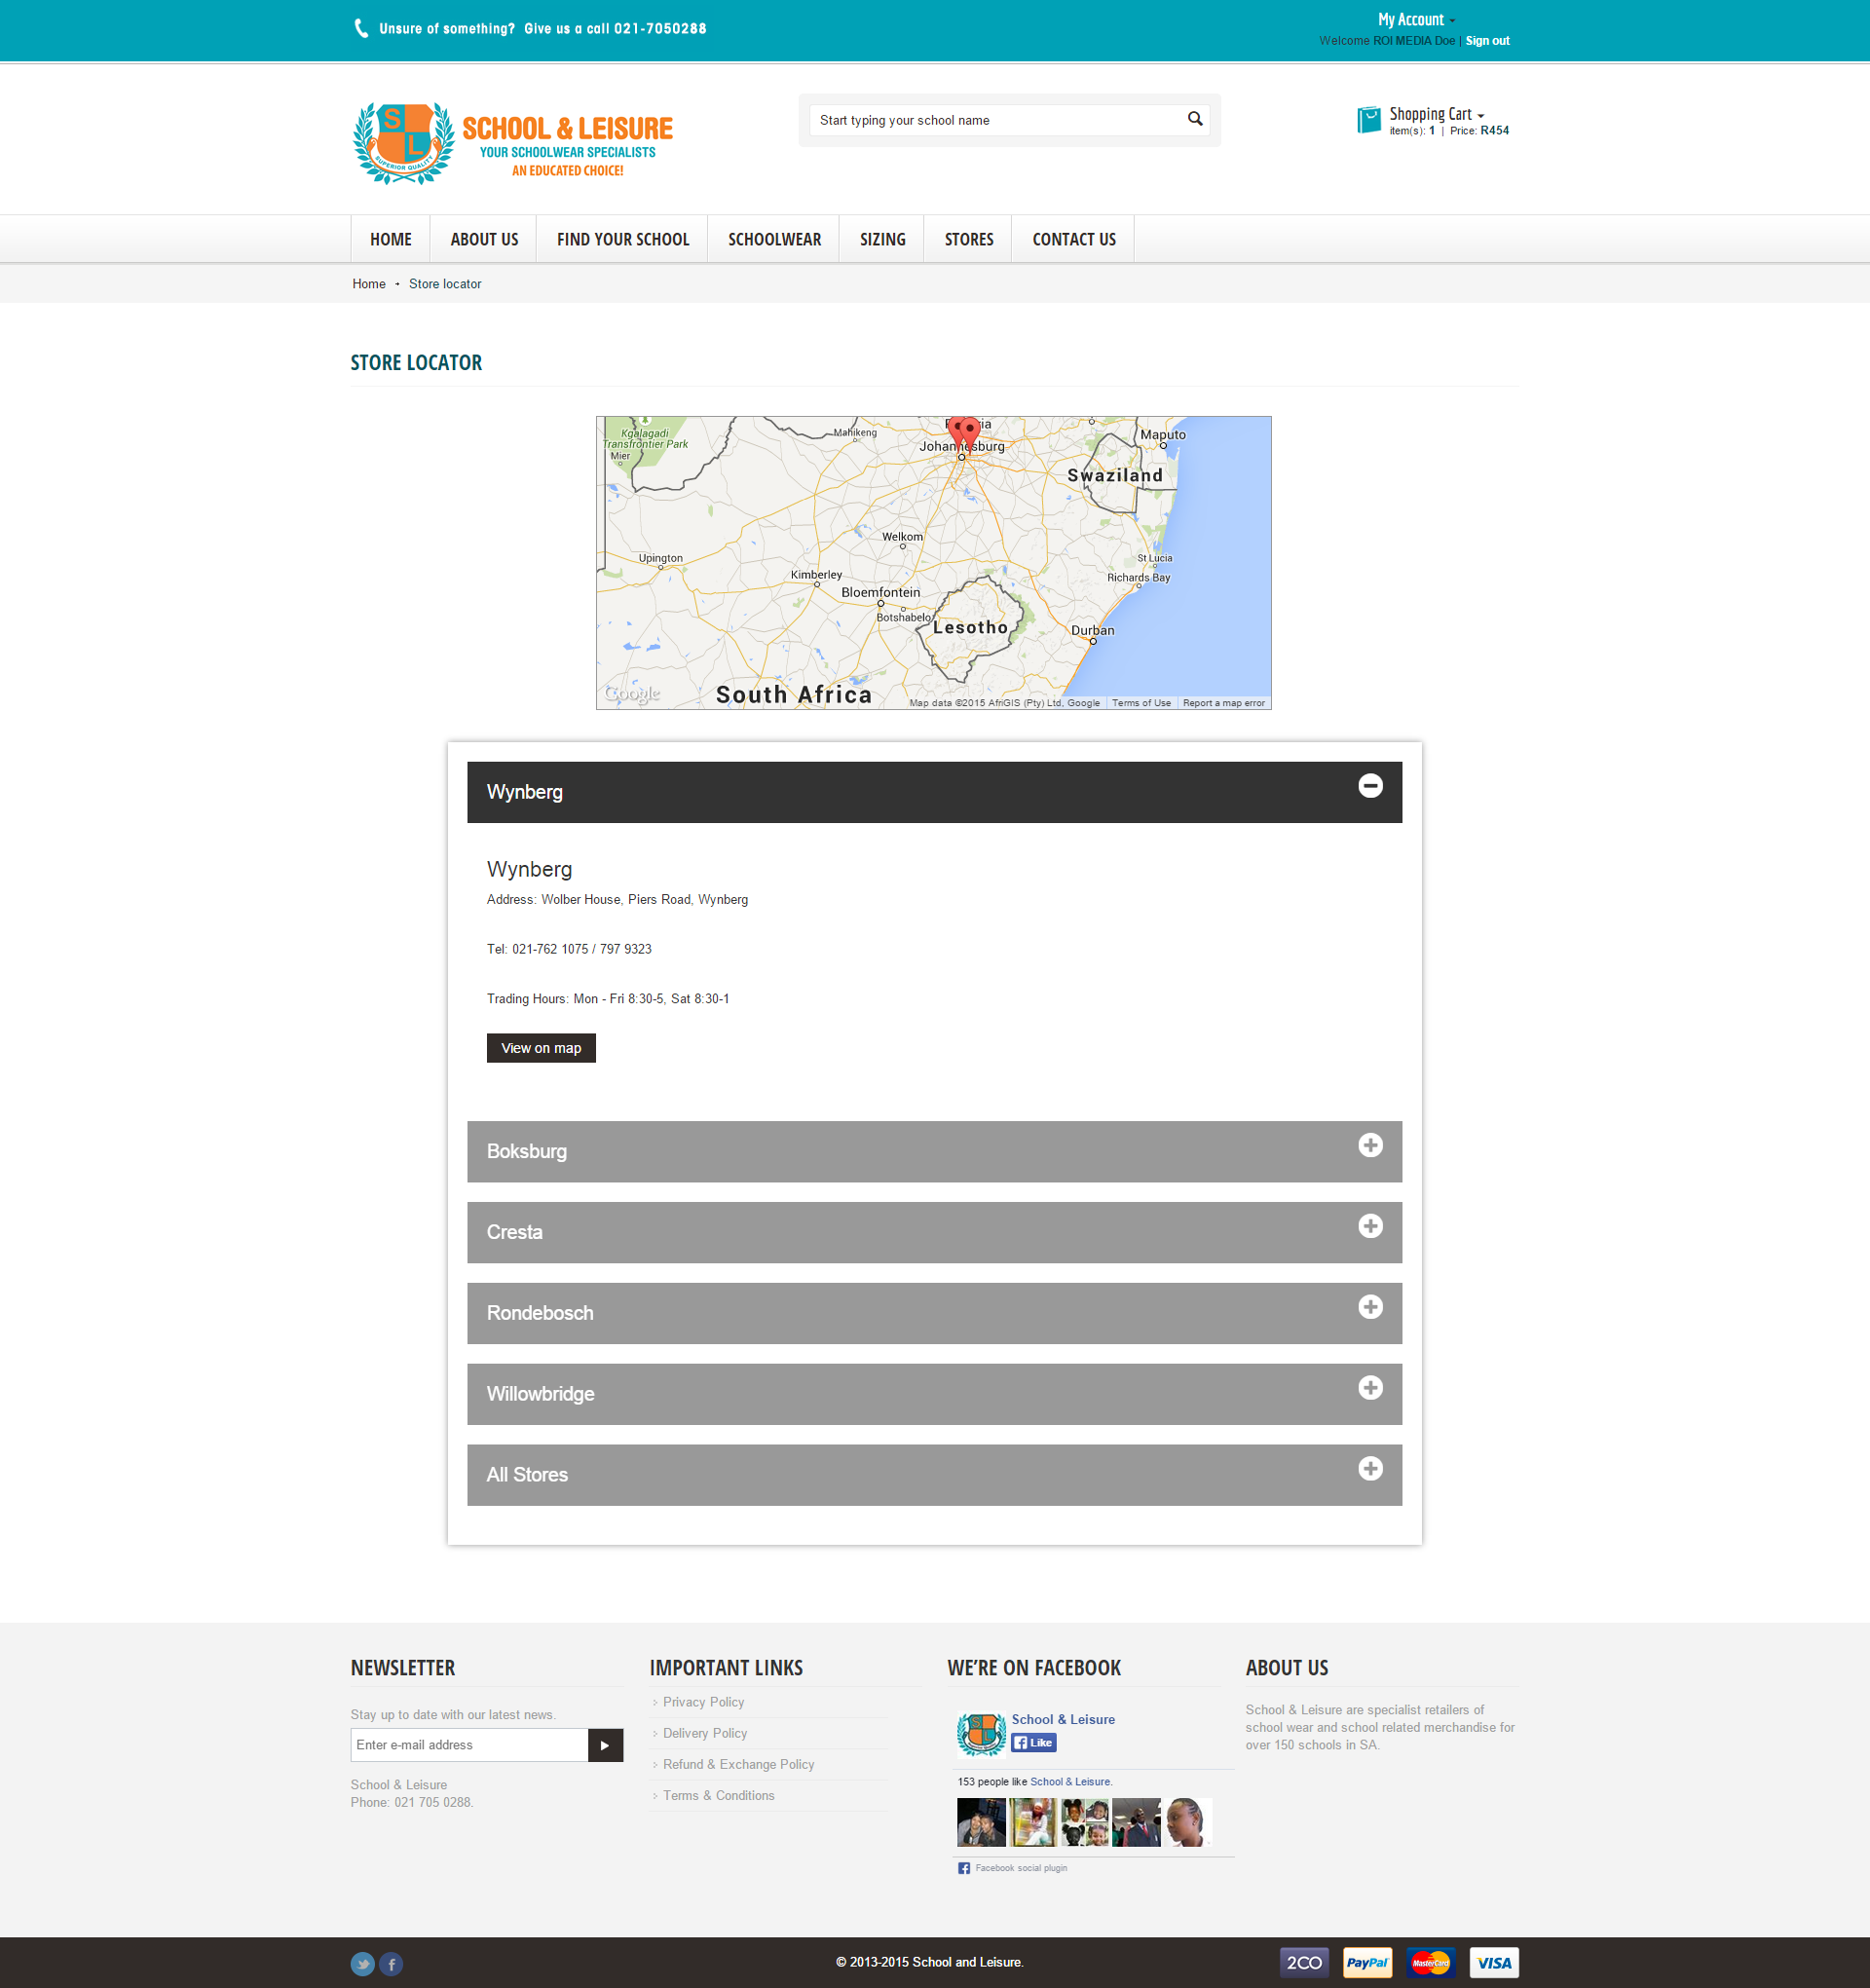 Unsure of something? Give us a call 021-7050288
My Account
Welcome ROI MEDIA Doe | Sign out
S L
SUPERIOR QUALITY
SCHOOL & LEISURE
YOUR SCHOOLWEAR SPECIALISTS
AN EDUCATED CHOICE!
Start typing your school name
Shopping Cart
item(s): 1 | Price: R454
HOME
ABOUT US
FIND YOUR SCHOOL
SCHOOLWEAR
SIZING
STORES
CONTACT US
Home
Store locator
STORE LOCATOR
Kgalagadi
Transfrontier Park
Mier
Mahikeng
Johannesburg
Maputo
Swaziland
Welkom
Upington
Kimberley
Bloemfontein
Botshabelo
Lesotho
St Lucia
Richards Bay
Durban
South Africa
Google
Map data ©2015 AfriGIS (Pty) Ltd, Google
Terms of Use
Report a map error
Wynberg
Wynberg
Address: Wolber House, Piers Road, Wynberg
Tel: 021-762 1075 / 797 9323
Trading Hours: Mon - Fri 8:30-5, Sat 8:30-1
View on map
Boksburg
Cresta
Rondebosch
Willowbridge
All Stores
NEWSLETTER
Stay up to date with our latest news.
Enter e-mail address
School & Leisure
Phone: 021 705 0288.
IMPORTANT LINKS
Privacy Policy
Delivery Policy
Refund & Exchange Policy
Terms & Conditions
WE'RE ON FACEBOOK
School & Leisure
Like
153 people like School & Leisure.
Facebook social plugin
ABOUT US
School & Leisure are specialist retailers of
school wear and school related merchandise for
over 150 schools in SA.
© 2013-2015 School and Leisure.
2CO
PayPal
MasterCard
VISA